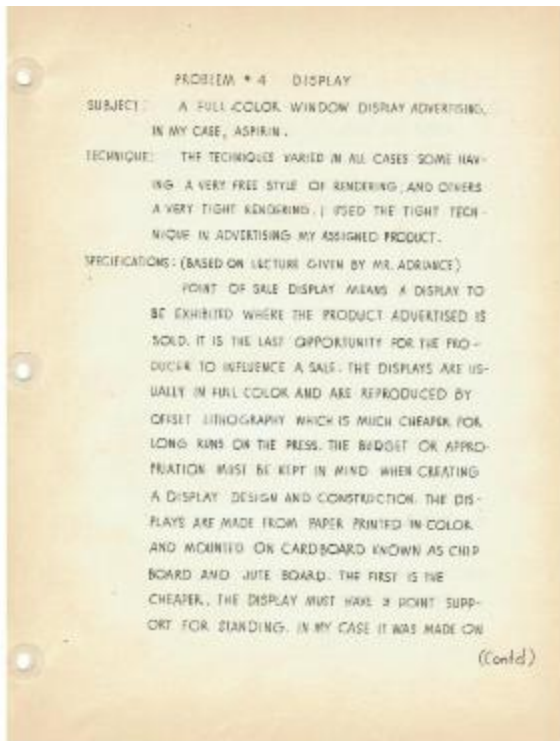 PROBLEM # 4 DISPLAY
SUBJECT: A FULL COLOR WINDOW DISPLAY ADVERTISING,
IN MY CASE, ASPIRIN.
TECHNIQUE: THE TECHNIQUES VARIED IN ALL CASES SOME HAV-
ING A VERY FREE STYLE OF RENDERING, AND OTHERS
A VERY TIGHT RENDERING. I USED THE TIGHT TECH-
NIQUE IN ADVERTISING MY ASSIGNED PRODUCT.
SPECIFICATIONS: (BASED ON LECTURE GIVEN BY MR. ADRIANCE)
POINT OF SALE DISPLAY MEANS A DISPLAY TO
BE EXHIBITED WHERE THE PRODUCT ADVERTISED IS
SOLD. IT IS THE LAST OPPORTUNITY FOR THE PRO-
DUCER TO INFLUENCE A SALE. THE DISPLAYS ARE US-
UALLY IN FULL COLOR AND ARE REPRODUCED BY
OFFSET LITHOGRAPHY WHICH IS MUCH CHEAPER FOR
LONG RUNS ON THE PRESS. THE BUDGET OR APPRO-
PRIATION MUST BE KEPT IN MIND WHEN CREATING
A DISPLAY DESIGN AND CONSTRUCTION. THE DIS-
PLAYS ARE MADE FROM PAPER PRINTED IN COLOR
AND MOUNTED ON CARDBOARD KNOWN AS CHIP
BOARD AND JUTE BOARD. THE FIRST IS THE
CHEAPER. THE DISPLAY MUST HAVE 3 POINT SUPP-
ORT FOR STANDING. IN MY CASE IT WAS MADE ON
(Contd)